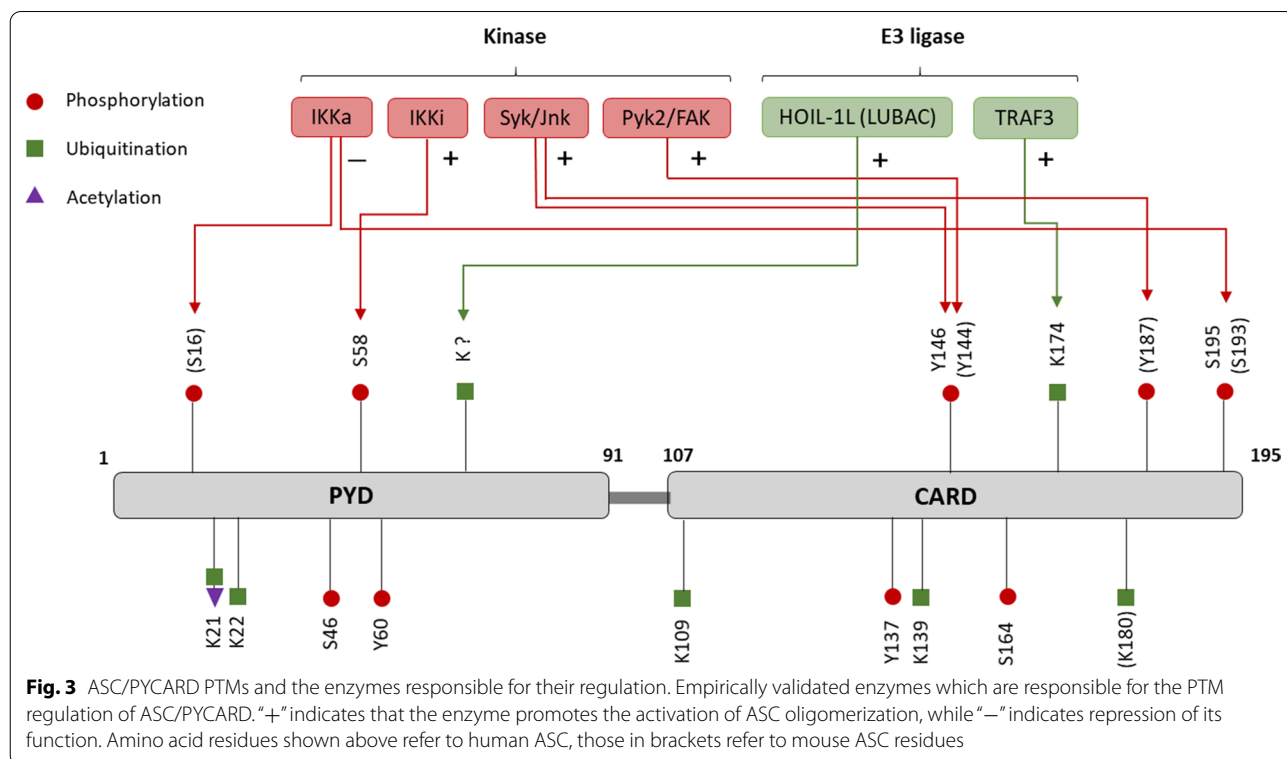 Kinase
E3 ligase
Phosphorylation
Ubiquitination
Acetylation
IKKa
IKKi
Syk/Jnk
Pyk2/FAK
HOIL-1L (LUBAC)
TRAF3
−
+
+
+
+
+
(S16)
S58
K ?
Y146
(Y144)
K174
(Y187)
S195
(S193)
1
91
107
195
PYD
CARD
K21
K22
S46
Y60
K109
Y137
K139
S164
(K180)
Fig. 3 ASC/PYCARD PTMs and the enzymes responsible for their regulation. Empirically validated enzymes which are responsible for the PTM
regulation of ASC/PYCARD. “+” indicates that the enzyme promotes the activation of ASC oligomerization, while “−” indicates repression of its
function. Amino acid residues shown above refer to human ASC, those in brackets refer to mouse ASC residues